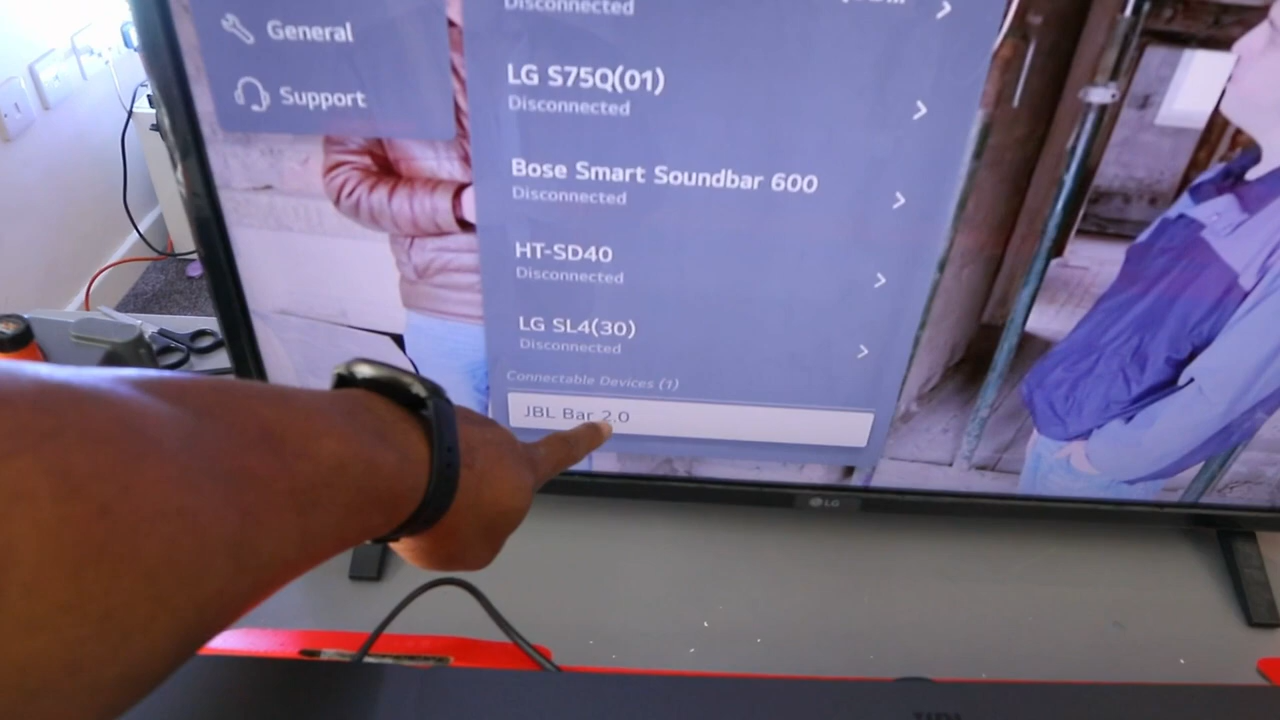 General
Support
Disconnected
LG S75Q(01)
Disconnected
Bose Smart Soundbar 600
Disconnected
HT-SD40
Disconnected
LG SL4(30)
Disconnected
Connectable Devices (1)
JBL Bar 2.0
LG